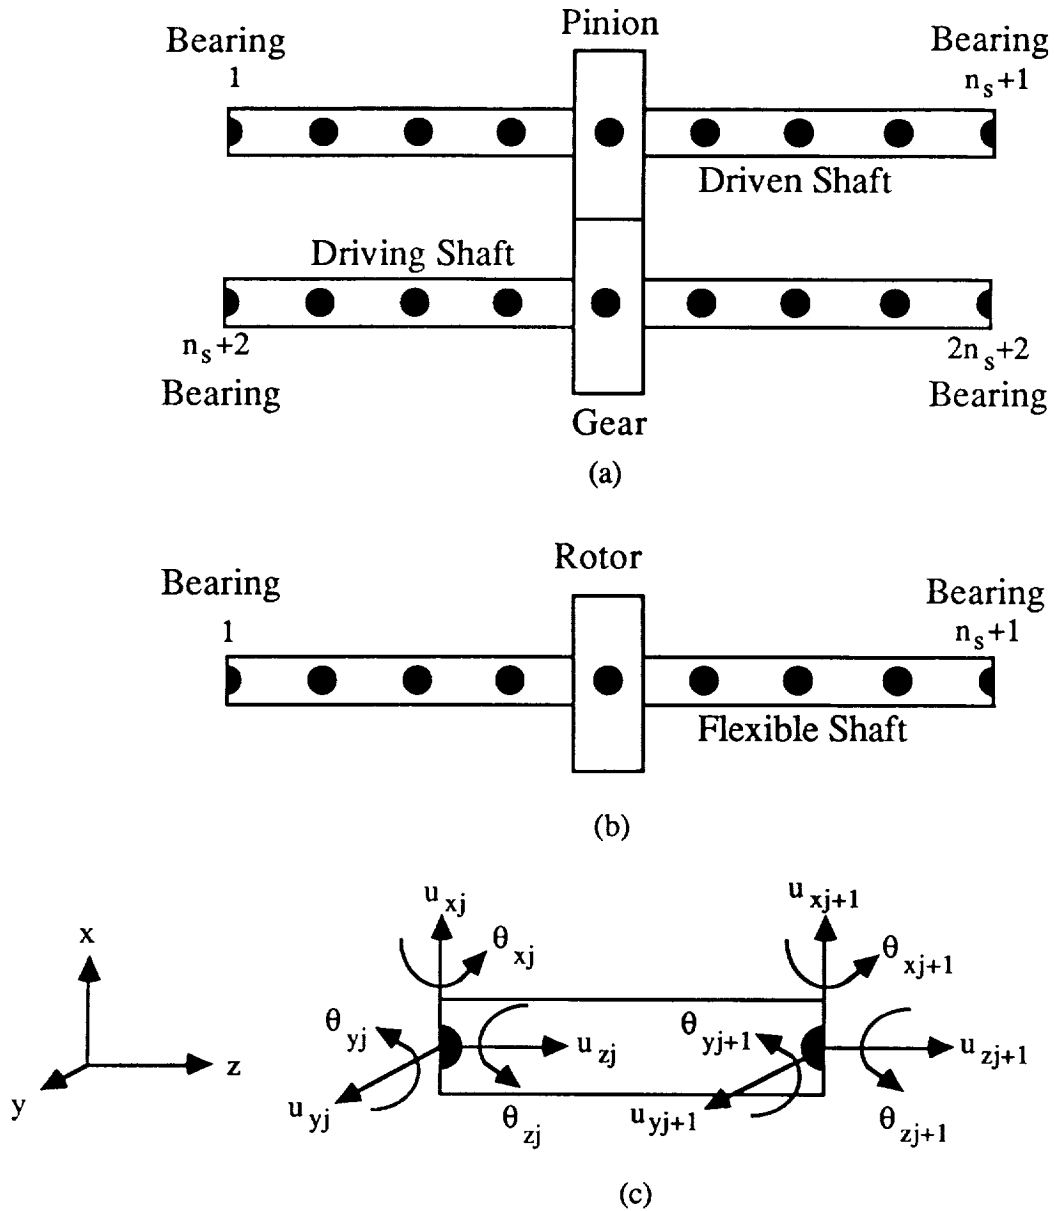 Pinion
Bearing
1
Bearing
n_s+1
Driven Shaft
Driving Shaft
n_s+2
Bearing
2n_s+2
Bearing
Gear
(a)
Rotor
Bearing
1
Bearing
n_s+1
Flexible Shaft
(b)
x
z
y
u_xj
θ_xj
θ_yj
u_zj
u_yj
θ_zj
u_xj+1
θ_xj+1
θ_yj+1
u_zj+1
u_yj+1
θ_zj+1
(c)